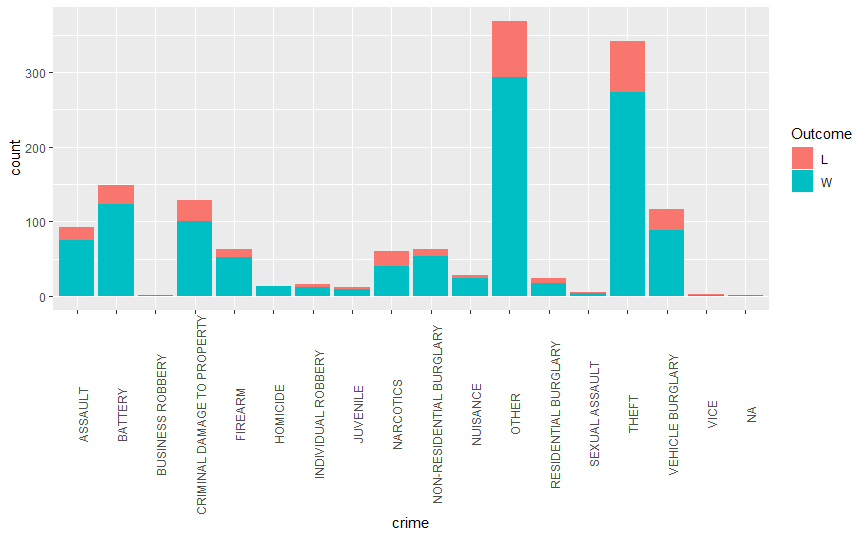 300
200
100
0
count
ASSAULT
BATTERY
BUSINESS ROBBERY
CRIMINAL DAMAGE TO PROPERTY
FIREARM
HOMICIDE
INDIVIDUAL ROBBERY
JUVENILE
NARCOTICS
NON-RESIDENTIAL BURGLARY
NUISANCE
OTHER
RESIDENTIAL BURGLARY
SEXUAL ASSAULT
THEFT
VEHICLE BURGLARY
VICE
NA
crime
Outcome
L
W